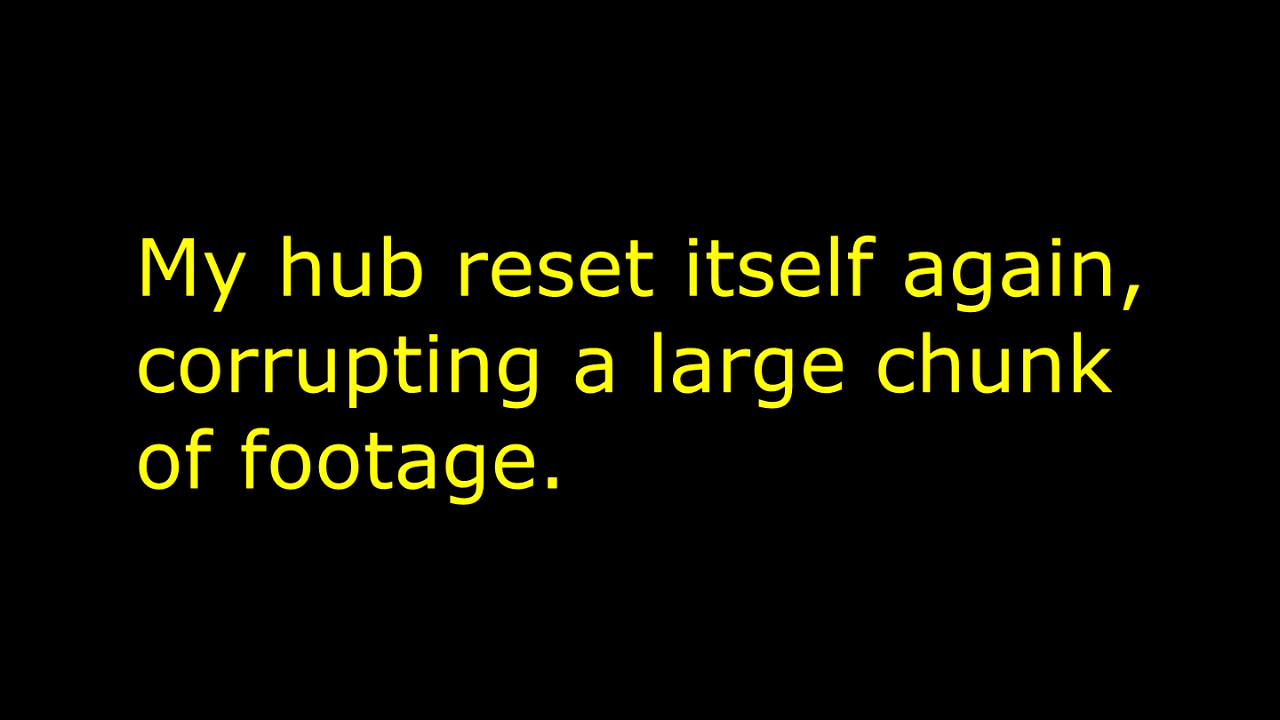 My hub reset itself again,
corrupting a large chunk
of footage.